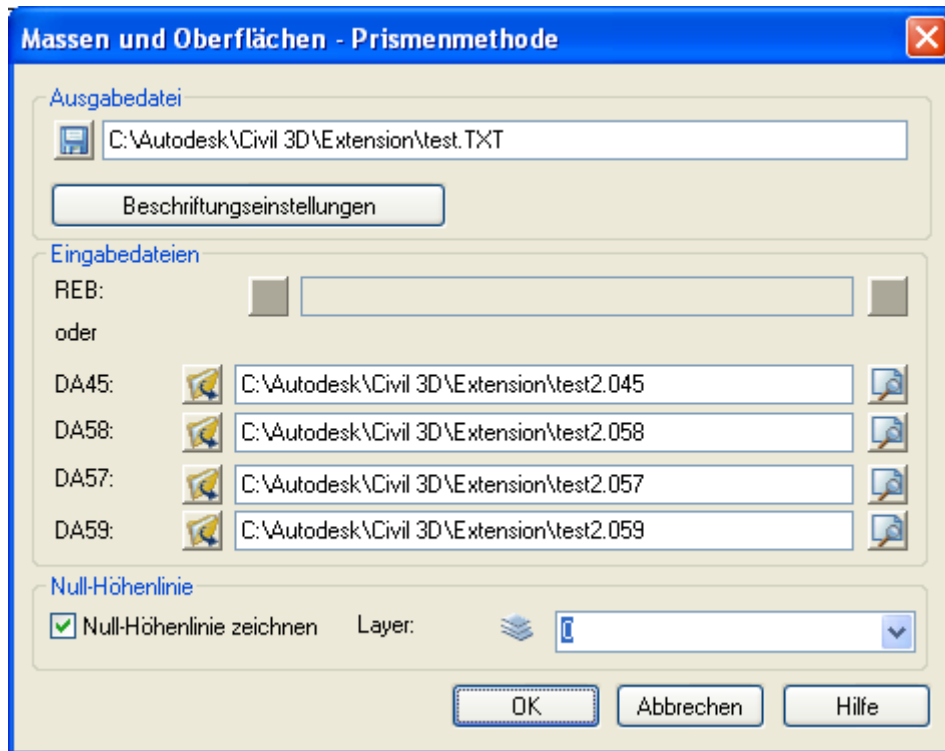 Massen und Oberflächen - Prismenmethode
Ausgabedatei
C:\Autodesk\Civil 3D\Extension\test.TXT
Beschriftungseinstellungen
Eingabedateien
REB:
oder
DA45: C:\Autodesk\Civil 3D\Extension\test2.045
DA58: C:\Autodesk\Civil 3D\Extension\test2.058
DA57: C:\Autodesk\Civil 3D\Extension\test2.057
DA59: C:\Autodesk\Civil 3D\Extension\test2.059
Null-Höhenlinie
Null-Höhenlinie zeichnen Layer: 0
OK Abbrechen Hilfe